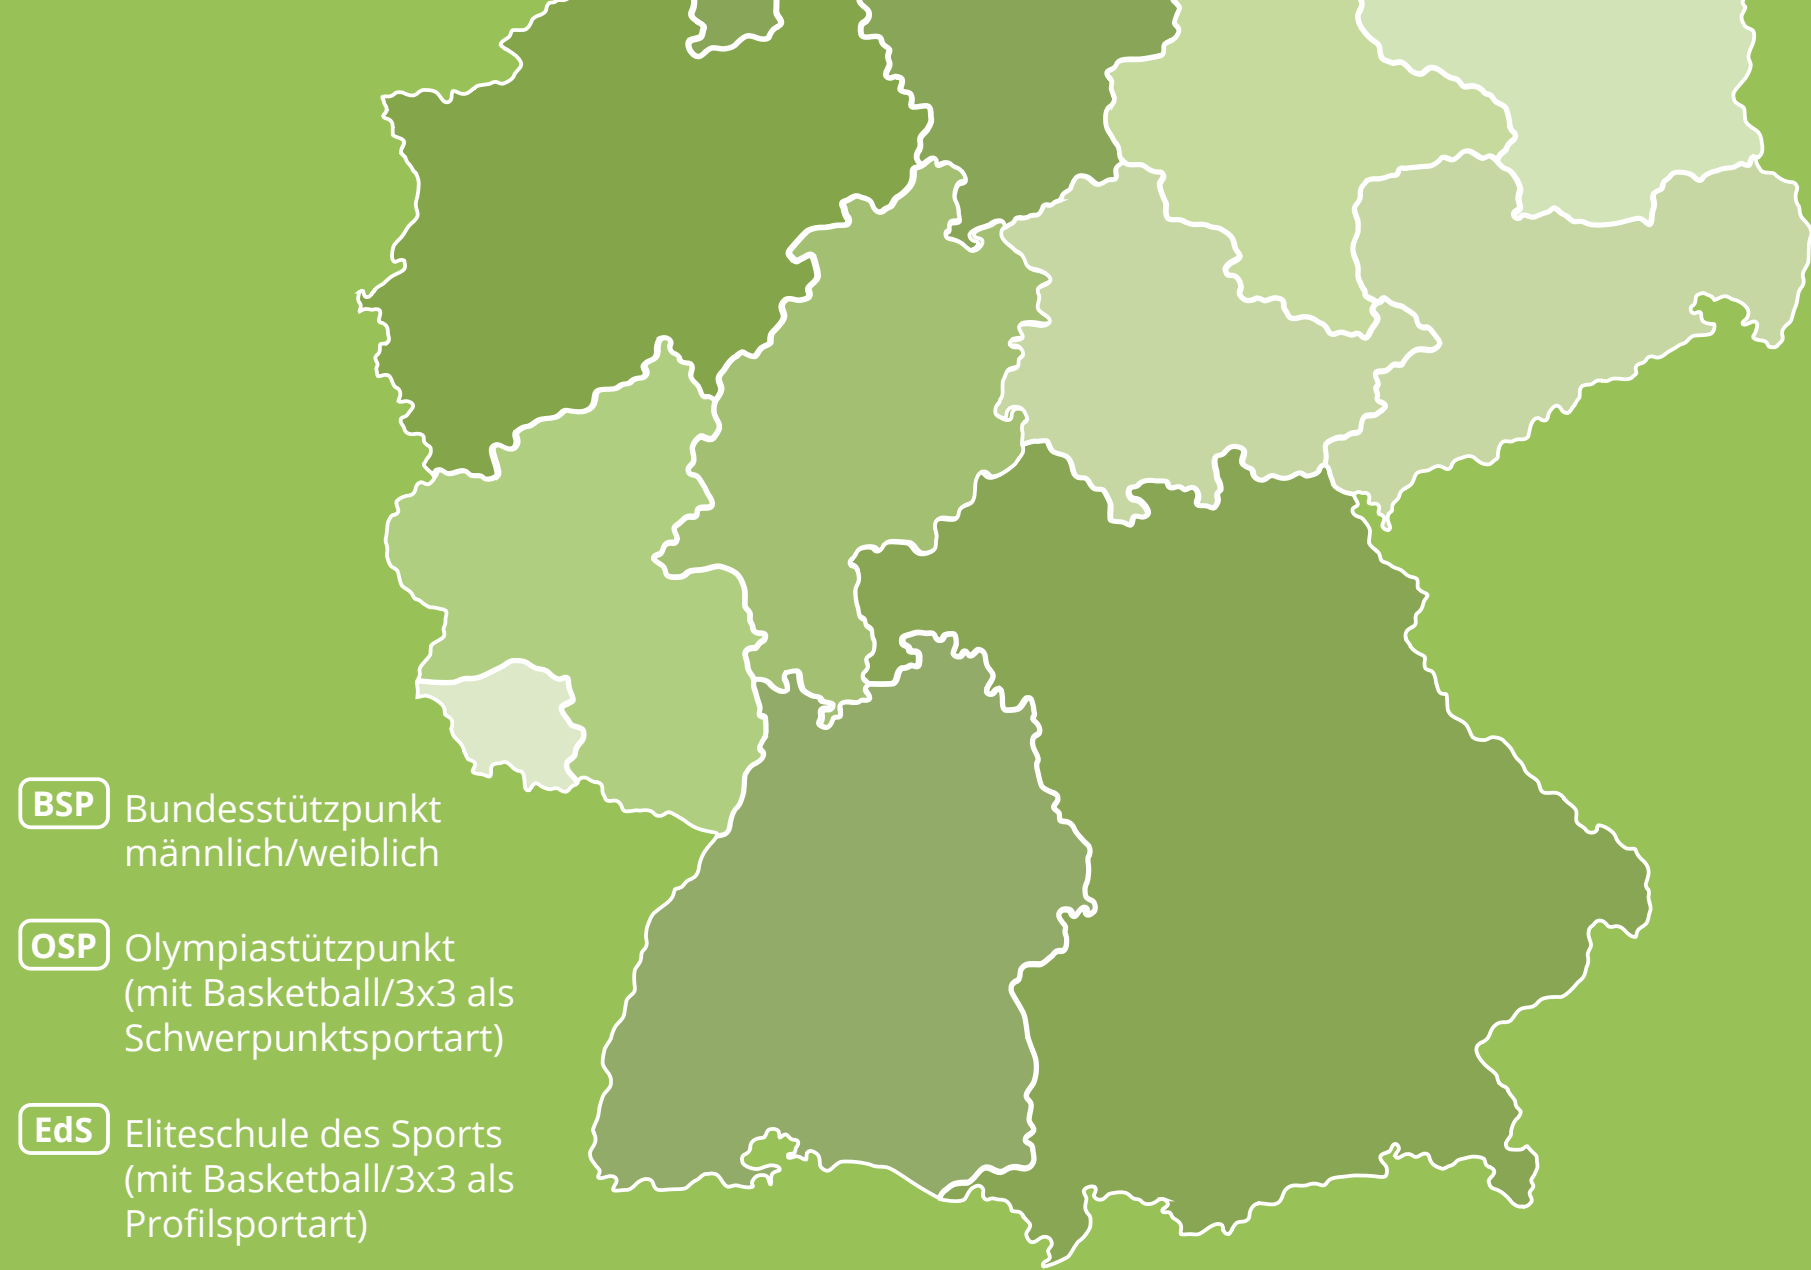 BSP Bundesstützpunkt
männlich/weiblich
OSP Olympiastützpunkt
(mit Basketball/3x3 als
Schwerpunktsportart)
EdS Eliteschule des Sports
(mit Basketball/3x3 als
Profilsportart)